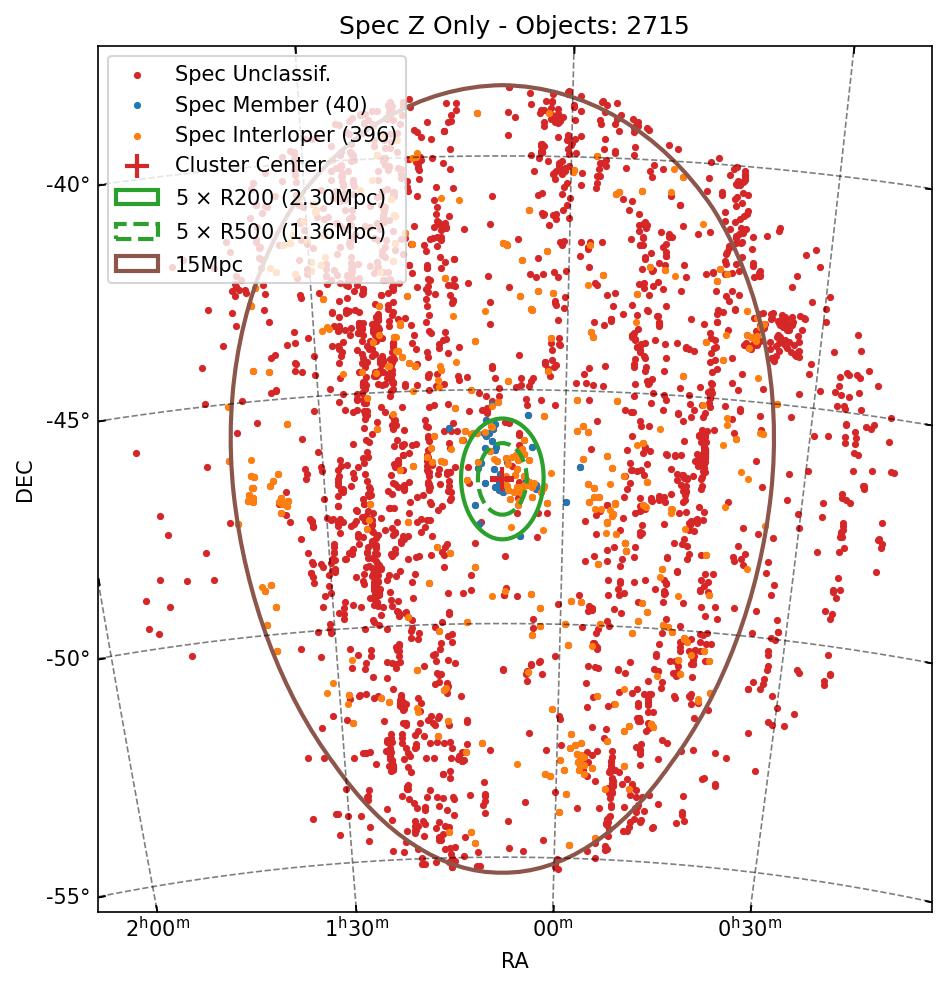 Spec Z Only - Objects: 2715
Spec Unclassif.
Spec Member (40)
Spec Interloper (396)
Cluster Center
5 × R200 (2.30Mpc)
5 × R500 (1.36Mpc)
15Mpc
-40°
-45°
-50°
-55°
DEC
2ʰ00ᵐ 1ʰ30ᵐ 00ᵐ 0ʰ30ᵐ
RA